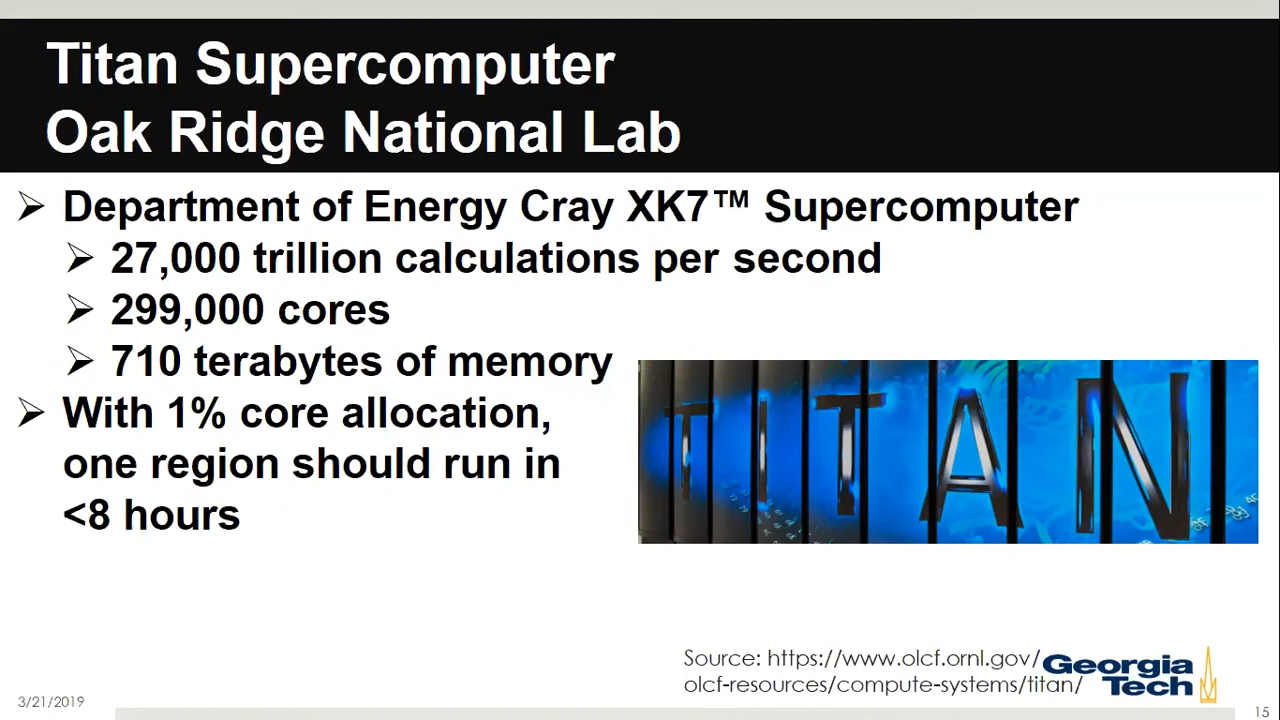 Titan Supercomputer
Oak Ridge National Lab
➢ Department of Energy Cray XK7™ Supercomputer
➢ 27,000 trillion calculations per second
➢ 299,000 cores
➢ 710 terabytes of memory
➢ With 1% core allocation,
one region should run in
<8 hours
TITAN
Source: https://www.olcf.ornl.gov/
olcf-resources/compute-systems/titan/
Georgia
Tech
3/21/2019
15